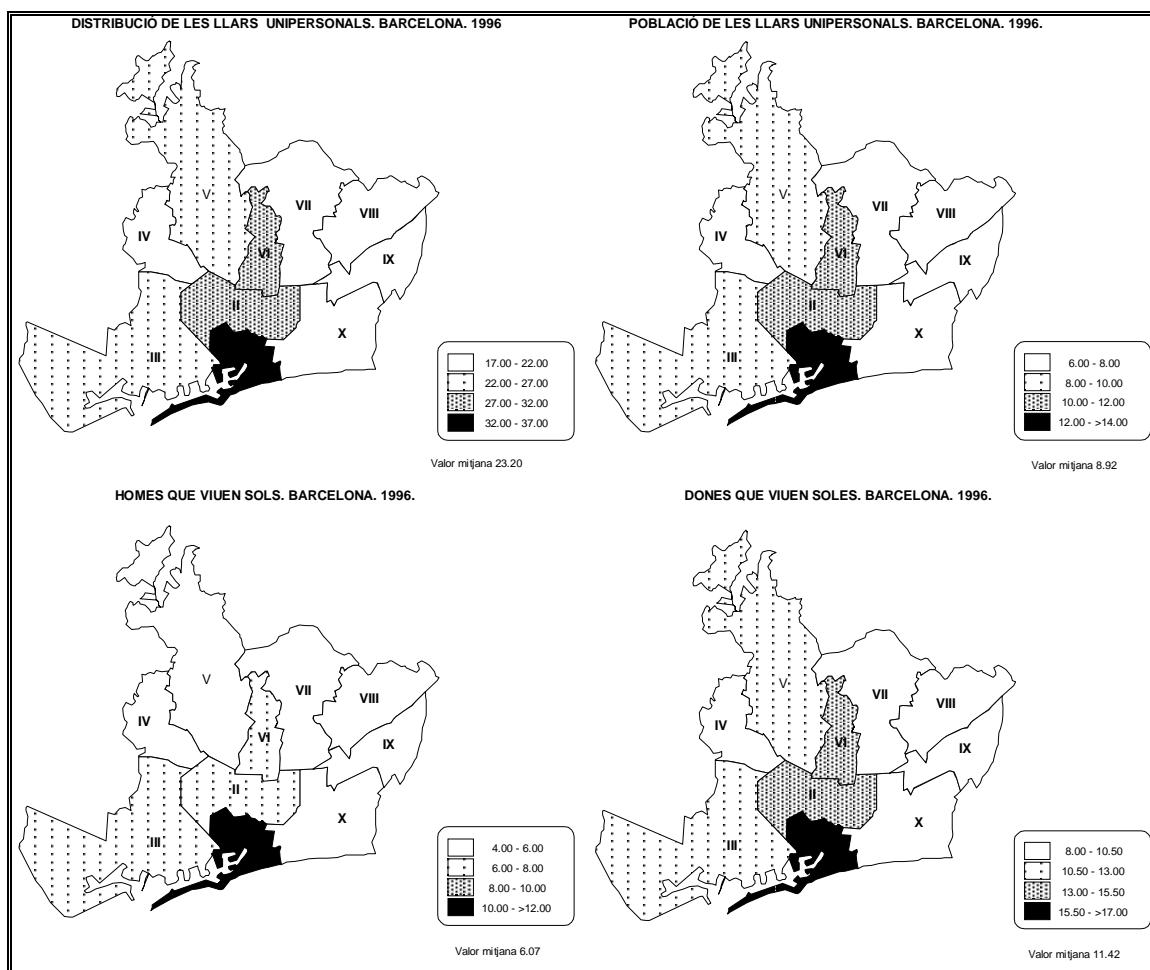 DISTRIBUCIÓ DE LES LLARS UNIPERSONALS. BARCELONA. 1996
V
VII
VIII
IV
VI
IX
II
X
III
17.00 - 22.00
22.00 - 27.00
27.00 - 32.00
32.00 - 37.00
Valor mitjana 23.20
POBLACIÓ DE LES LLARS UNIPERSONALS. BARCELONA. 1996.
V
VII
VIII
IV
VI
IX
II
X
III
6.00 - 8.00
8.00 - 10.00
10.00 - 12.00
12.00 - >14.00
Valor mitjana 8.92
HOMES QUE VIUEN SOLS. BARCELONA. 1996.
V
VII
VIII
IV
VI
IX
II
X
III
4.00 - 6.00
6.00 - 8.00
8.00 - 10.00
10.00 - >12.00
Valor mitjana 6.07
DONES QUE VIUEN SOLES. BARCELONA. 1996.
V
VII
VIII
IV
VI
IX
II
X
III
8.00 - 10.50
10.50 - 13.00
13.00 - 15.50
15.50 - >17.00
Valor mitjana 11.42